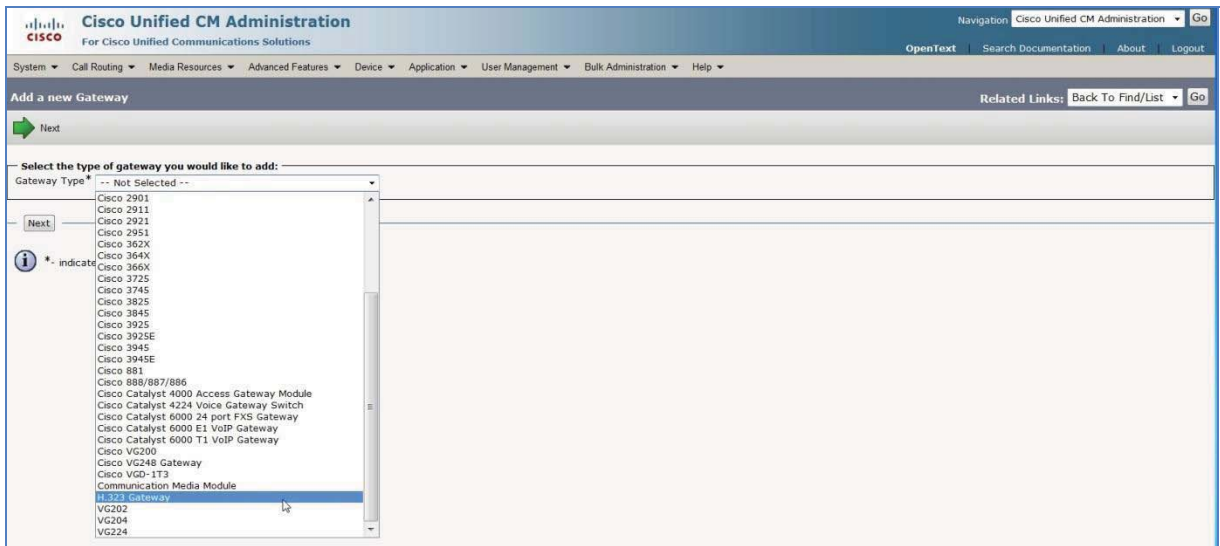 cisco
Cisco Unified CM Administration
For Cisco Unified Communications Solutions
Navigation Cisco Unified CM Administration Go
OpenText Search Documentation About Logout
System Call Routing Media Resources Advanced Features Device Application User Management Bulk Administration Help
Add a new Gateway
Related Links: Back To Find/List Go
Next
Select the type of gateway you would like to add:
Gateway Type* -- Not Selected --
Cisco 2901
Cisco 2911
Cisco 2921
Cisco 2951
Cisco 362X
Cisco 364X
Cisco 366X
Cisco 3725
Cisco 3745
Cisco 3825
Cisco 3845
Cisco 3925
Cisco 3925E
Cisco 3945
Cisco 3945E
Cisco 881
Cisco 888/887/886
Cisco Catalyst 4000 Access Gateway Module
Cisco Catalyst 4224 Voice Gateway Switch
Cisco Catalyst 6000 24 port FXS Gateway
Cisco Catalyst 6000 E1 VoIP Gateway
Cisco Catalyst 6000 T1 VoIP Gateway
Cisco VG200
Cisco VG248 Gateway
Cisco VGD-1T3
Communication Media Module
H.323 Gateway
VG202
VG204
VG224
Next
*- indicate